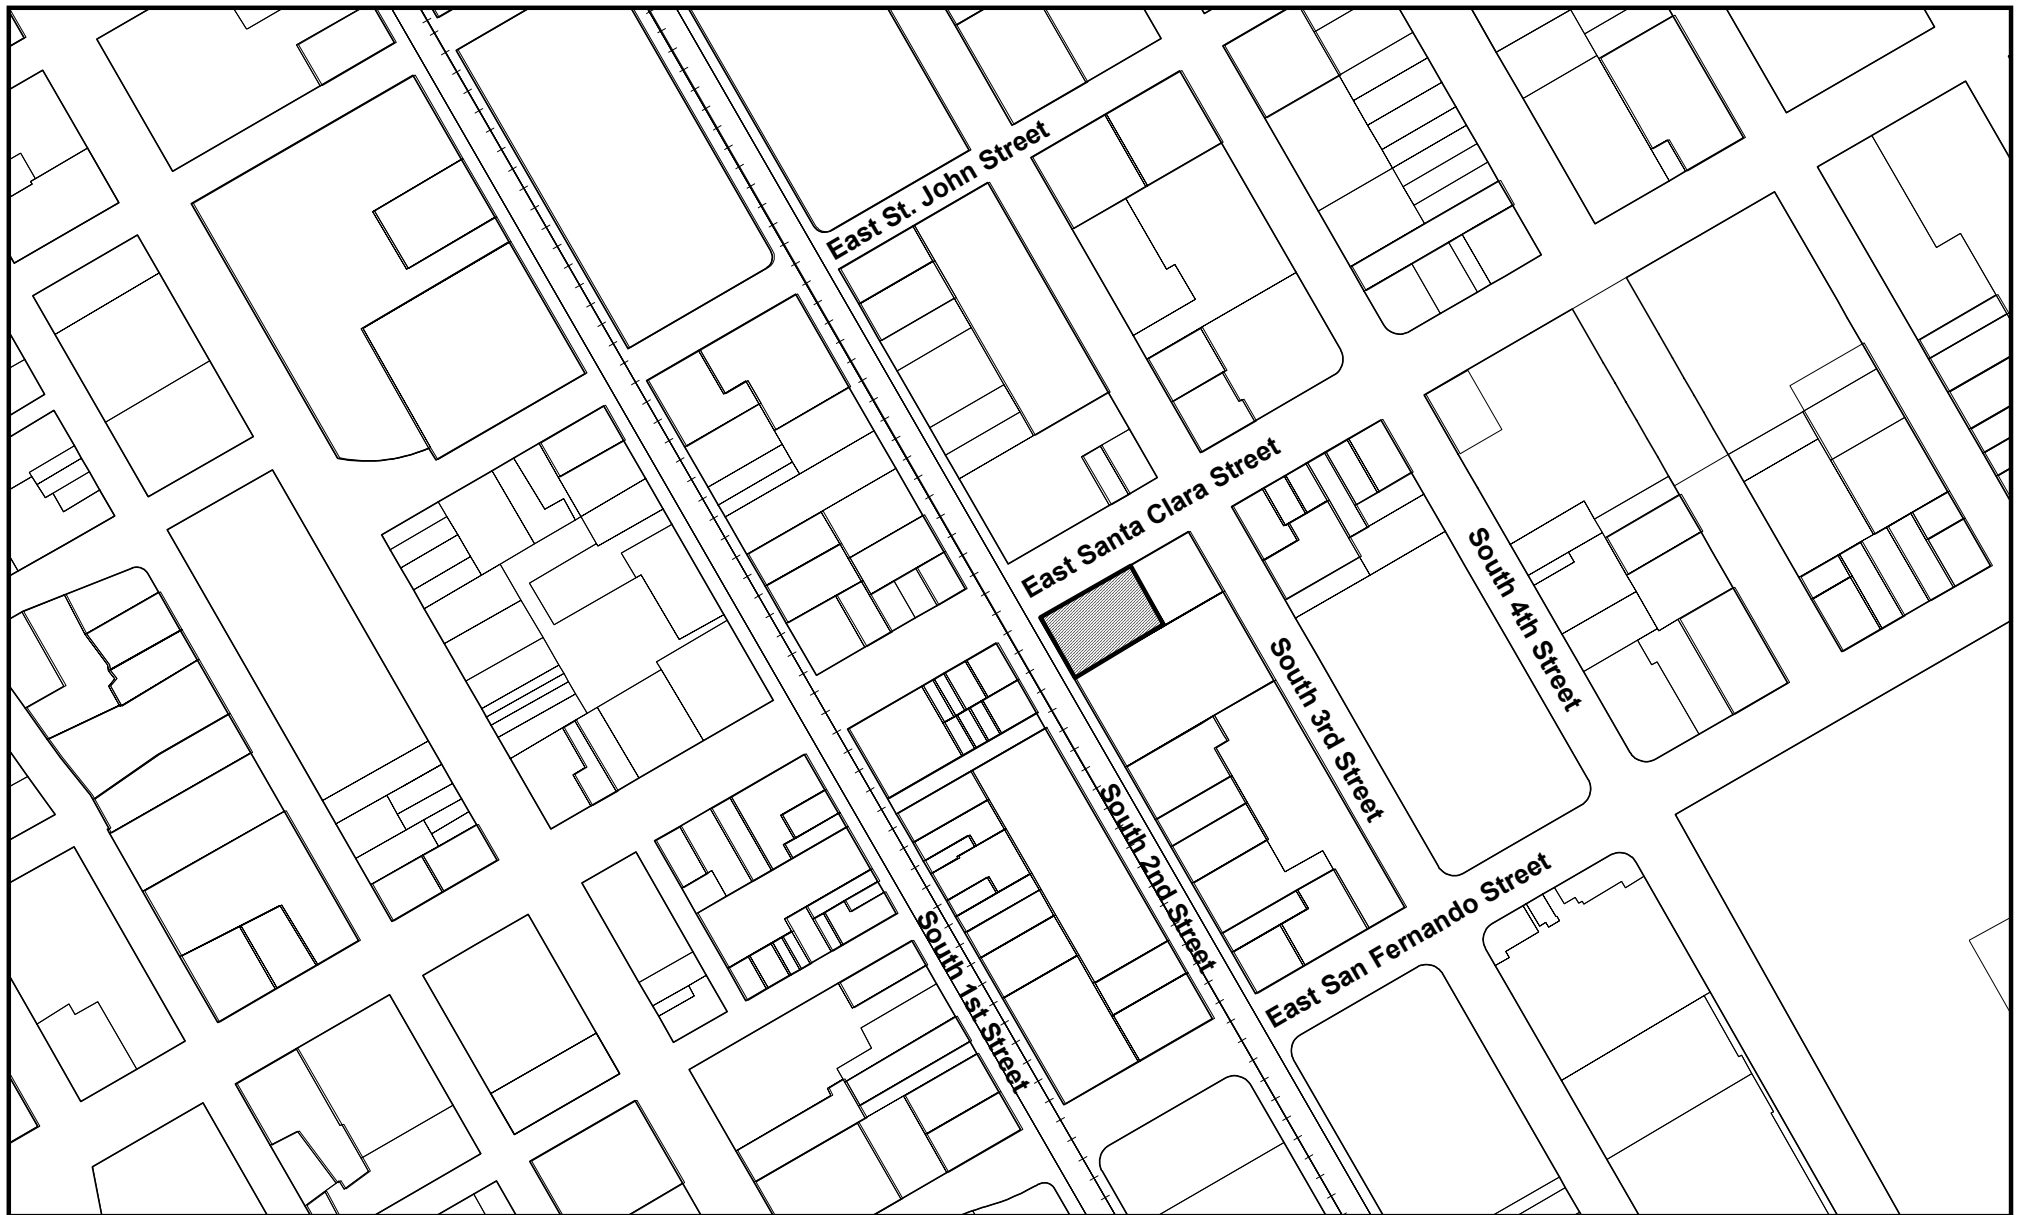 East St. John Street
East Santa Clara Street
South 4th Street
South 3rd Street
South 2nd Street
East San Fernando Street
South 1st Street